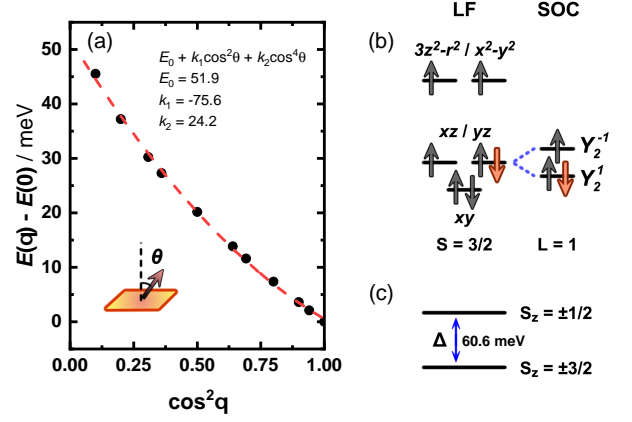 (a)
E₀ + k₁cos²θ + k₂cos⁴θ
E₀ = 51.9
k₁ = -75.6
k₂ = 24.2
E(q) - E(0) / meV
50
40
30
20
10
0
θ
0.00 0.25 0.50 0.75 1.00
cos²q
(b)
LF SOC
3z²-r² / x²-y²
xz / yz
Y₂⁻¹
Y₂¹
xy
S = 3/2 L = 1
(c)
S_z = ±1/2
Δ 60.6 meV
S_z = ±3/2